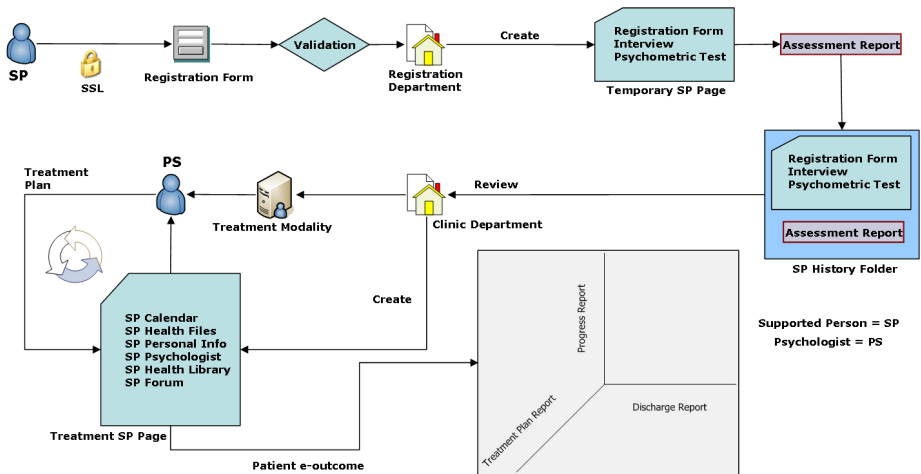 SP
SSL
Registration Form
Validation
Registration
Department
Create
Registration Form
Interview
Psychometric Test
Temporary SP Page
Assessment Report
Treatment
Plan
PS
Treatment Modality
Clinic Department
Review
Registration Form
Interview
Psychometric Test
Assessment Report
SP History Folder
SP Calendar
SP Health Files
SP Personal Info
SP Psychologist
SP Health Library
SP Forum
Treatment SP Page
Create
Patient e-outcome
Progress Report
Treatment Plan Report
Discharge Report
Supported Person = SP
Psychologist = PS